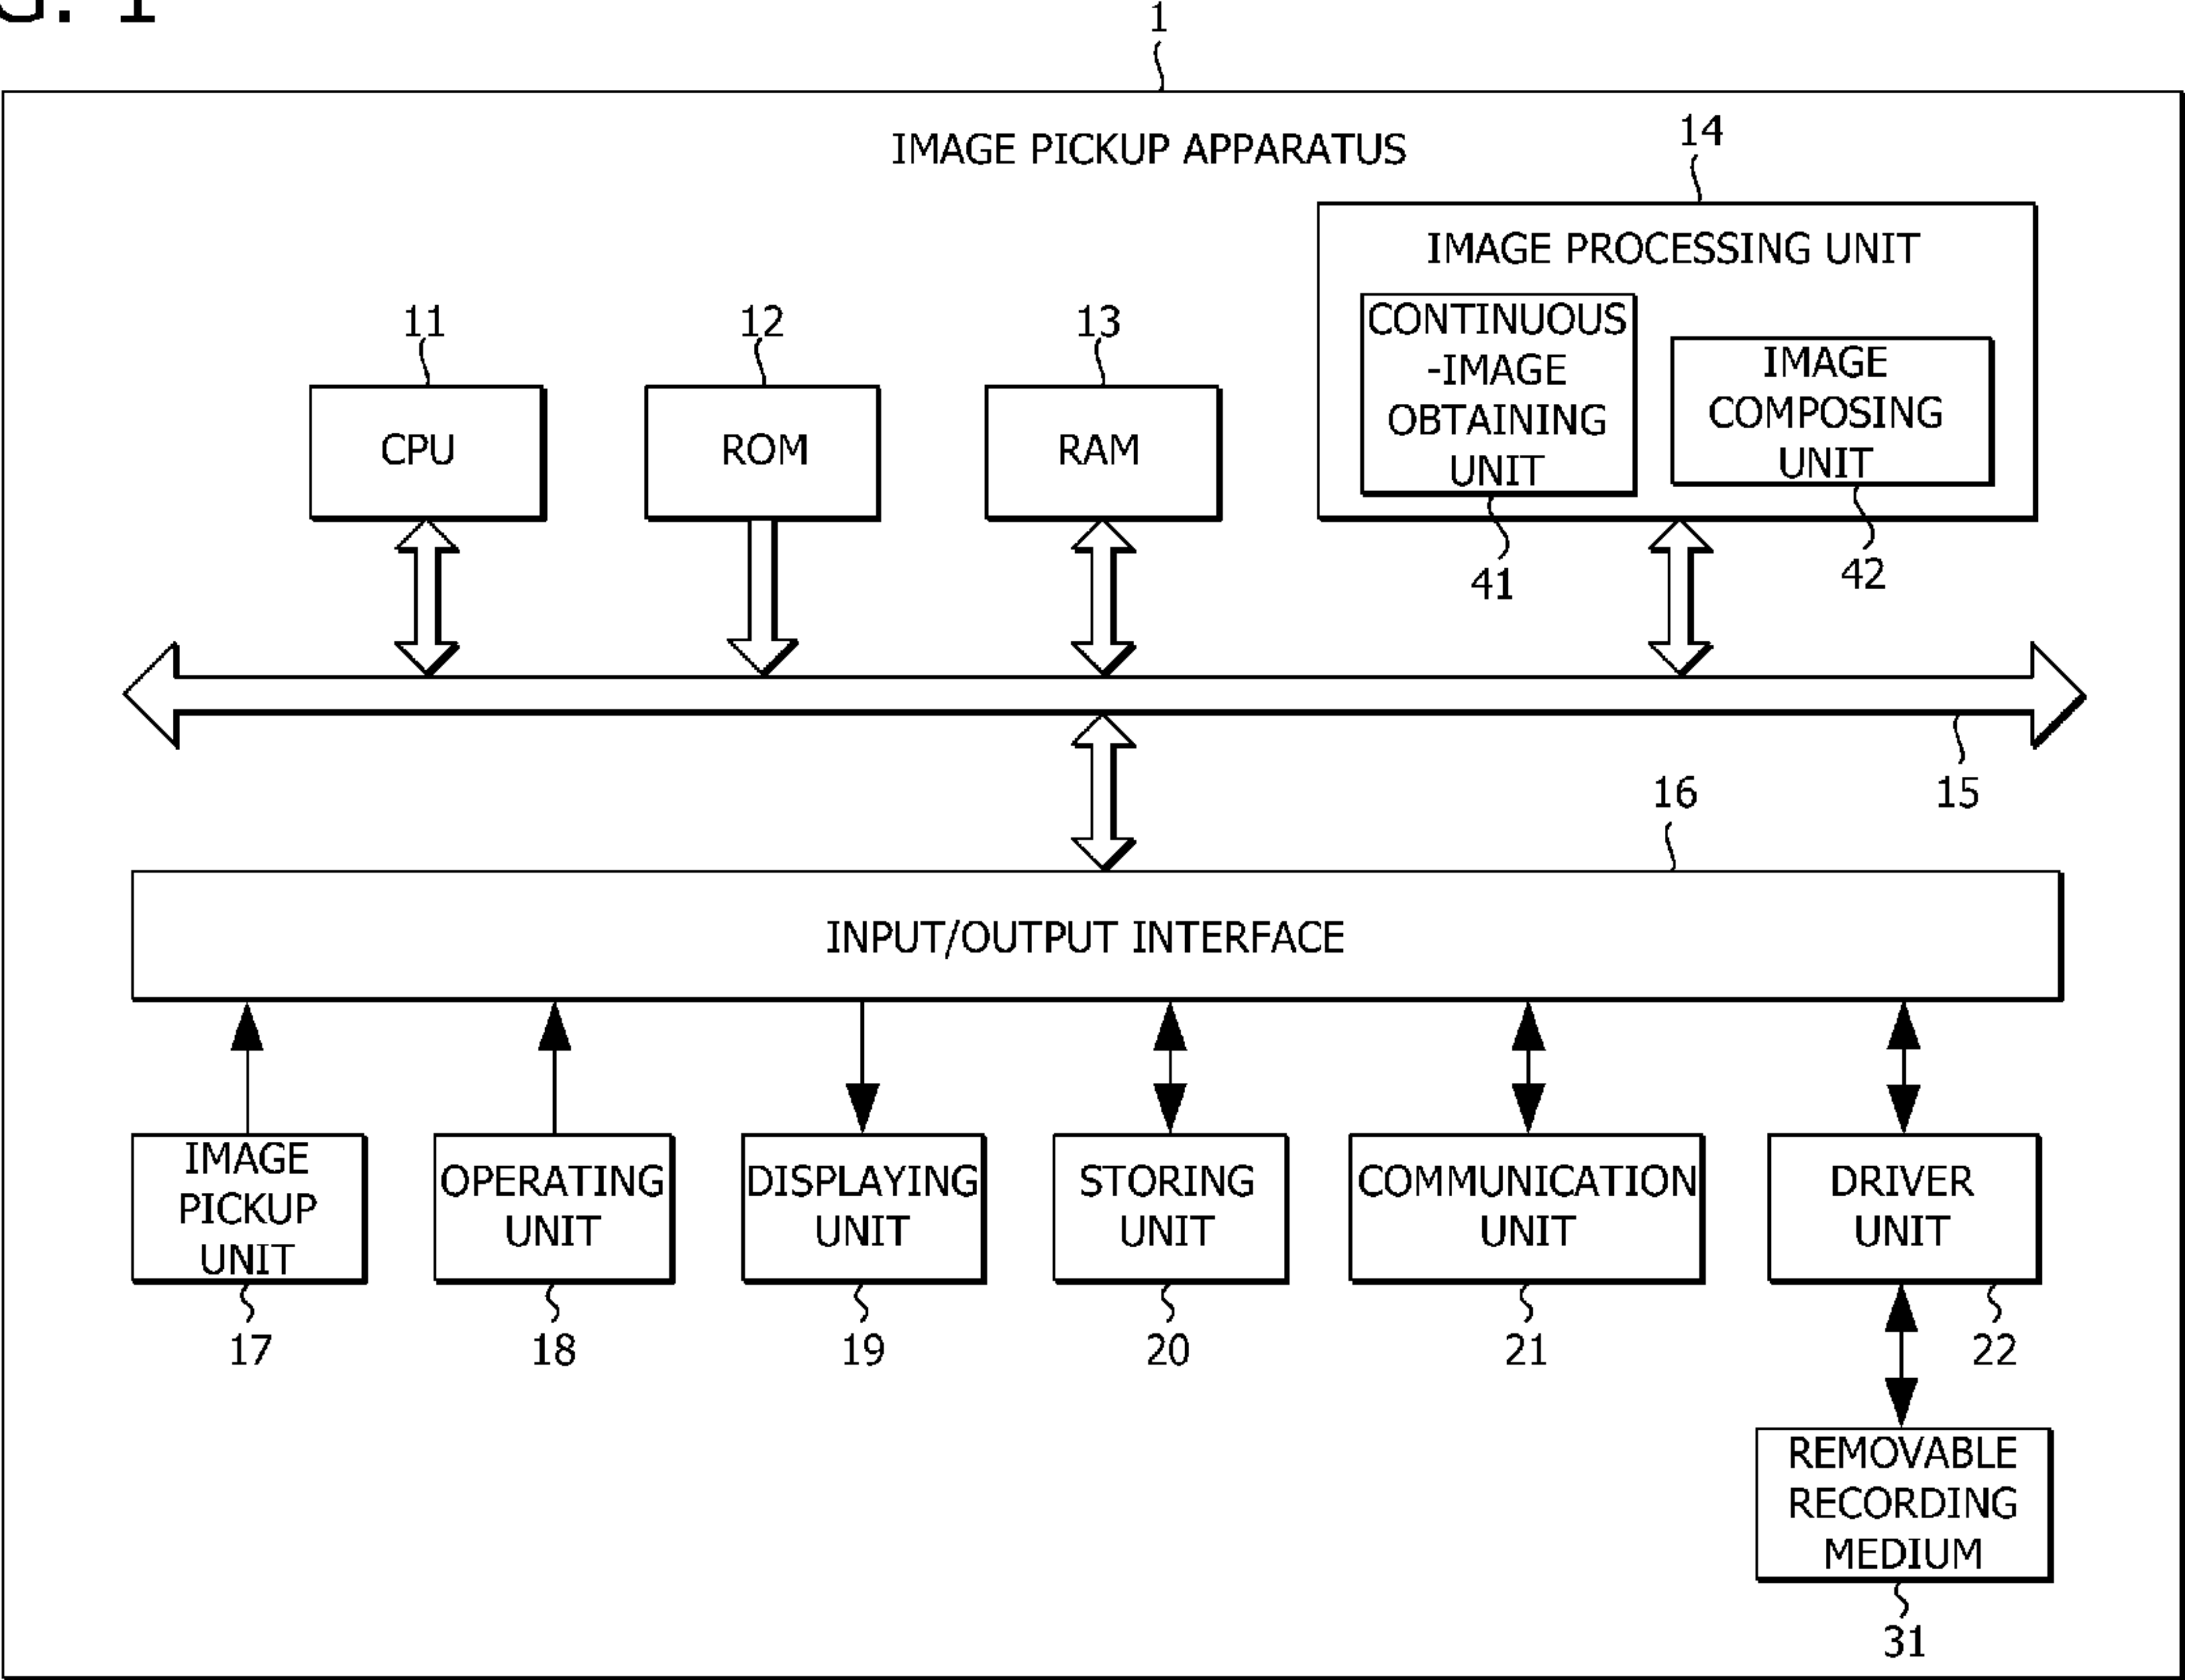 G. 1
1
IMAGE PICKUP APPARATUS
14
IMAGE PROCESSING UNIT
11
12
13
CPU
ROM
RAM
CONTINUOUS
-IMAGE
OBTAINING
UNIT
IMAGE
COMPOSING
UNIT
41
42
15
16
INPUT/OUTPUT INTERFACE
IMAGE
PICKUP
UNIT
OPERATING
UNIT
DISPLAYING
UNIT
STORING
UNIT
COMMUNICATION
UNIT
DRIVER
UNIT
17
18
19
20
21
22
REMOVABLE
RECORDING
MEDIUM
31